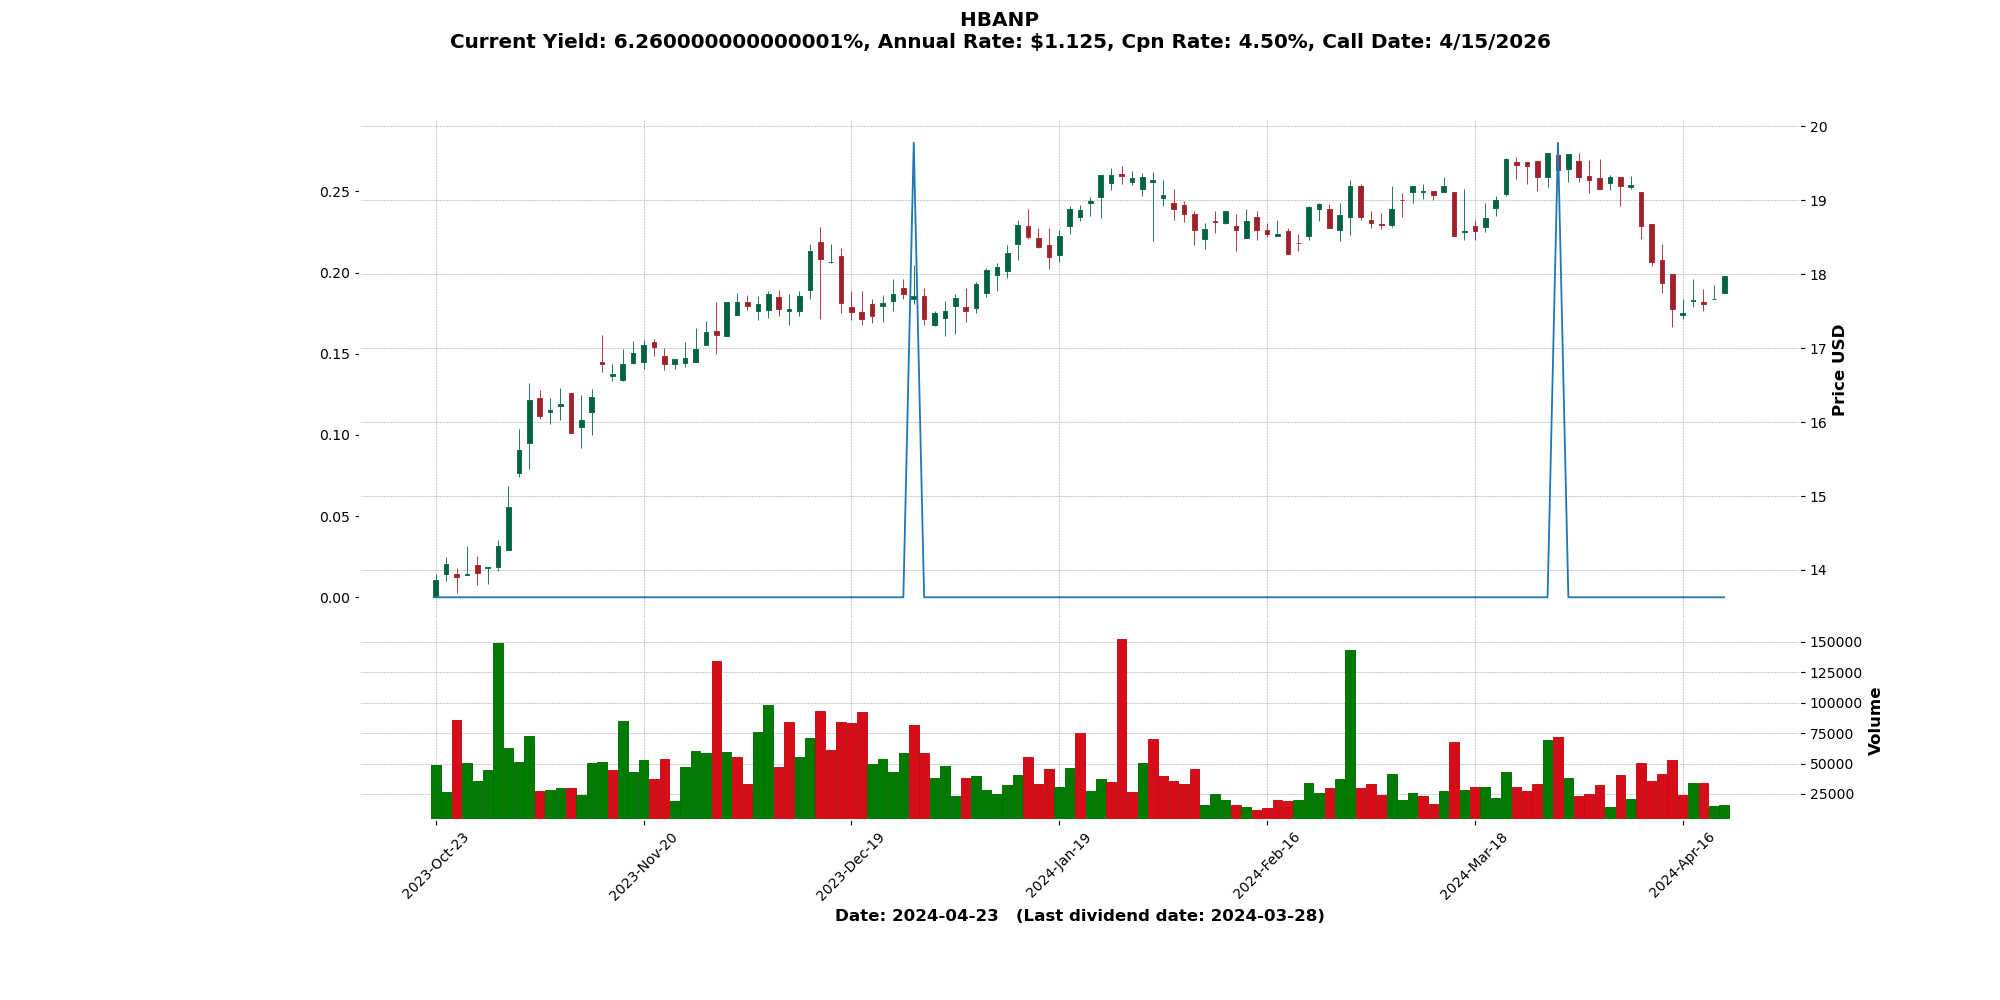 HBANP
Current Yield: 6.260000000000001%, Annual Rate: $1.125, Cpn Rate: 4.50%, Call Date: 4/15/2026
20
0.25
19
0.20
18
0.15
17
Price USD
0.10
16
0.05
15
14
0.00
150000
125000
100000
75000
50000
25000
Volume
2023-Oct-23
2023-Nov-20
2023-Dec-19
2024-Jan-19
2024-Feb-16
2024-Mar-18
2024-Apr-16
Date: 2024-04-23   (Last dividend date: 2024-03-28)